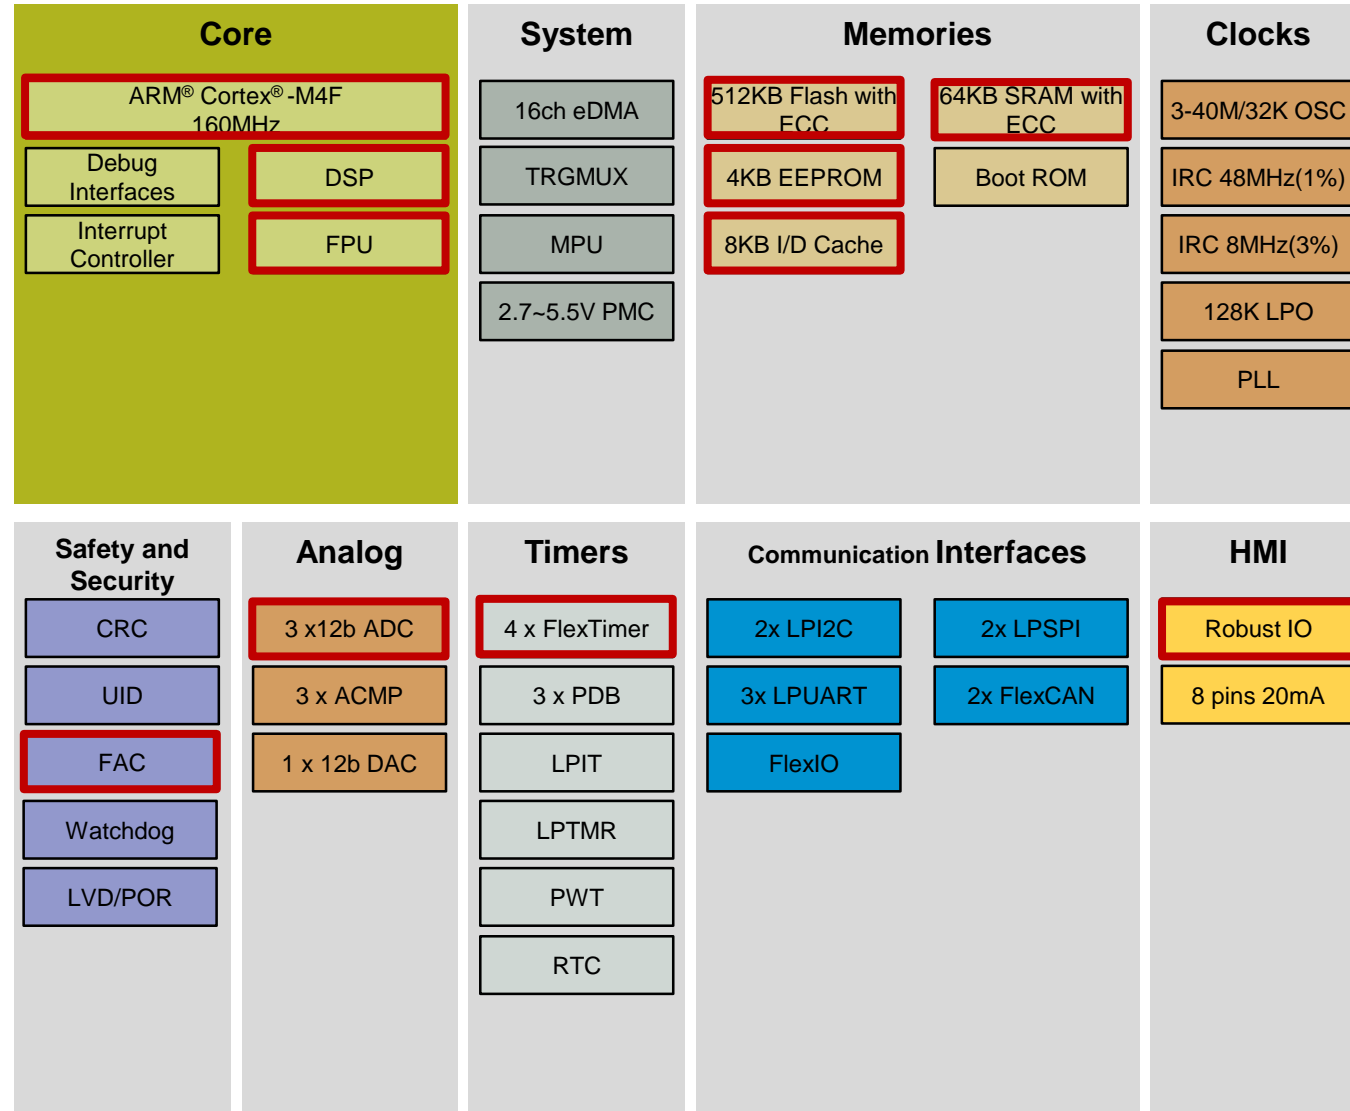 Core
ARM® Cortex® -M4F
160MHz
Debug
Interfaces
DSP
Interrupt
Controller
FPU
System
16ch eDMA
TRGMUX
MPU
2.7~5.5V PMC
Memories
512KB Flash with
ECC
64KB SRAM with
ECC
4KB EEPROM
Boot ROM
8KB I/D Cache
Clocks
3-40M/32K OSC
IRC 48MHz(1%)
IRC 8MHz(3%)
128K LPO
PLL
Safety and
Security
CRC
UID
FAC
Watchdog
LVD/POR
Analog
3 x12b ADC
3 x ACMP
1 x 12b DAC
Timers
4 x FlexTimer
3 x PDB
LPIT
LPTMR
PWT
RTC
Communication Interfaces
2x LPI2C
2x LPSPI
3x LPUART
2x FlexCAN
FlexIO
HMI
Robust IO
8 pins 20mA